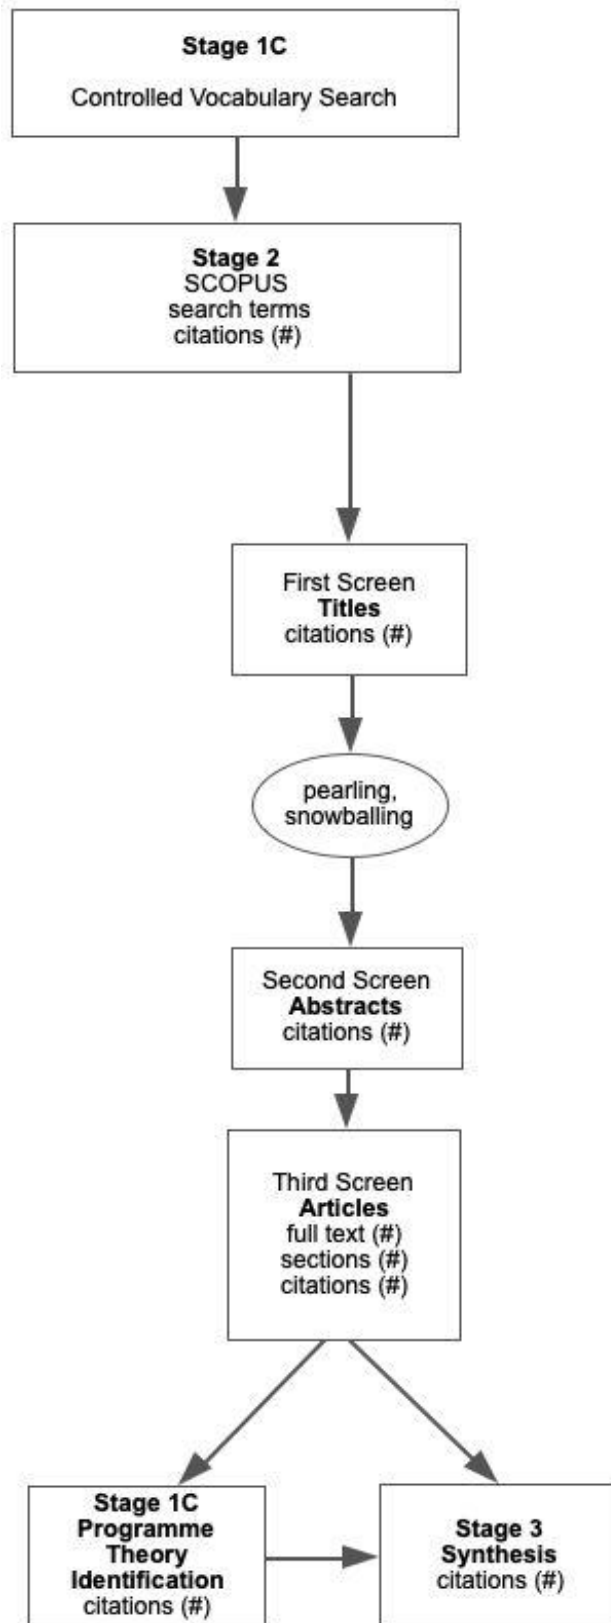 Stage 1C
Controlled Vocabulary Search
Stage 2
SCOPUS
search terms
citations (#)
First Screen
Titles
citations (#)
pearling,
snowballing
Second Screen
Abstracts
citations (#)
Third Screen
Articles
full text (#)
sections (#)
citations (#)
Stage 1C
Programme
Theory
Identification
citations (#)
Stage 3
Synthesis
citations (#)